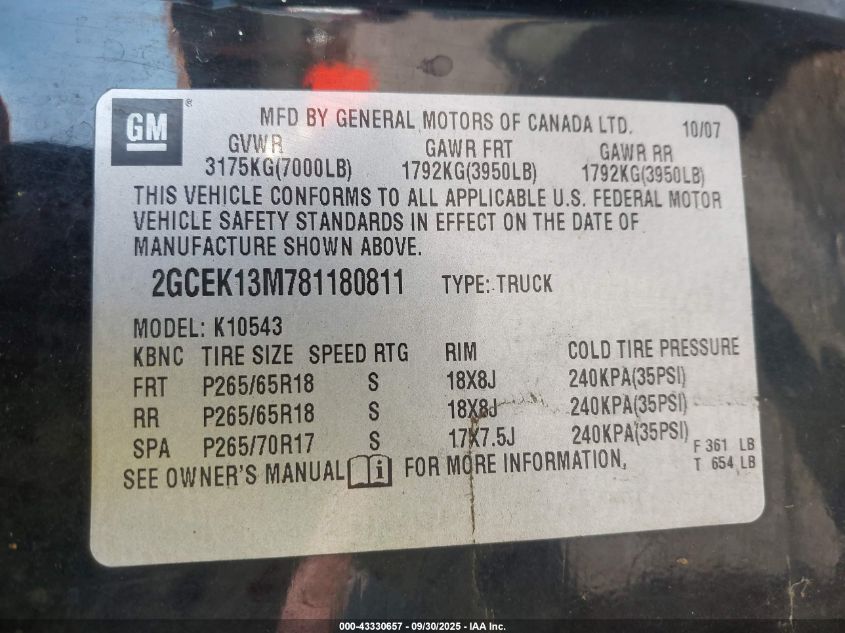 GM®
MFD BY GENERAL MOTORS OF CANADA LTD. 10/07
GVWR GAWR FRT GAWR RR
3175KG(7000LB) 1792KG(3950LB) 1792KG(3950LB)
THIS VEHICLE CONFORMS TO ALL APPLICABLE U.S. FEDERAL MOTOR
VEHICLE SAFETY STANDARDS IN EFFECT ON THE DATE OF
MANUFACTURE SHOWN ABOVE.
2GCEK13M781180811 TYPE: TRUCK
MODEL: K10543
KBNC TIRE SIZE SPEED RTG RIM COLD TIRE PRESSURE
FRT P265/65R18 S 18X8J 240KPA(35PSI)
RR P265/65R18 S 18X8J 240KPA(35PSI)
SPA P265/70R17 S 17X7.5J 240KPA(35PSI)
F 361 LB
SEE OWNER'S MANUAL i FOR MORE INFORMATION.
T 654 LB
000-43330657 - 09/30/2025 - IAA Inc.